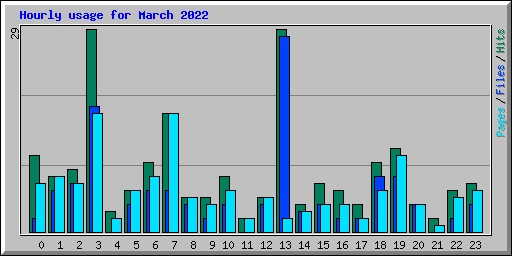 Hourly usage for March 2022
29
Pages / Files / Hits
0 1 2 3 4 5 6 7 8 9 10 11 12 13 14 15 16 17 18 19 20 21 22 23